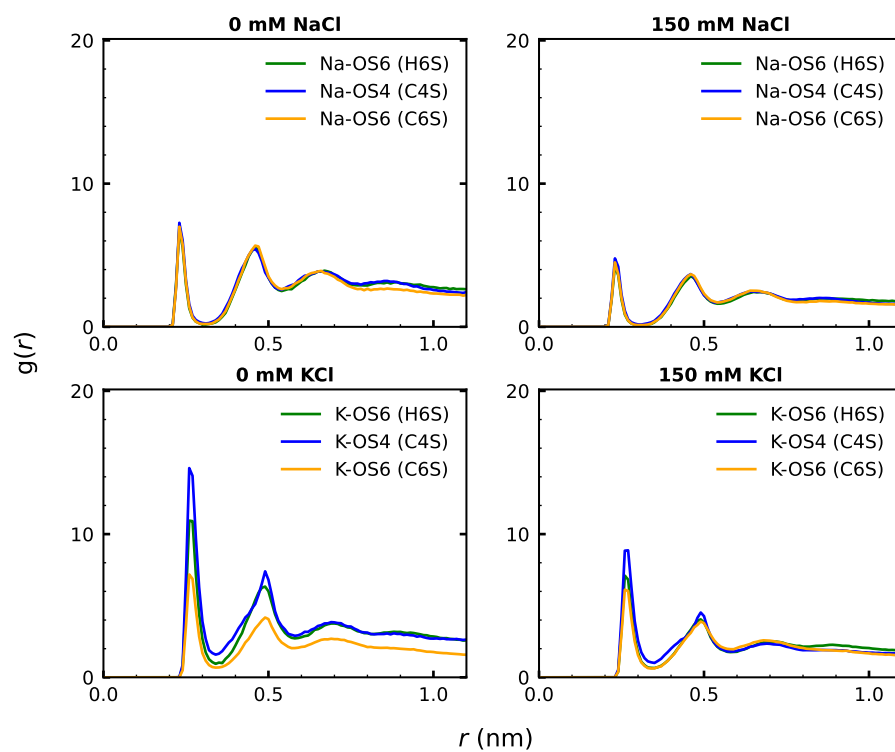 0 mM NaCl
150 mM NaCl
20
10
0
0.0
0.5
1.0
Na-OS6 (H6S)
Na-OS4 (C4S)
Na-OS6 (C6S)
20
10
0
0.0
0.5
1.0
Na-OS6 (H6S)
Na-OS4 (C4S)
Na-OS6 (C6S)
g(r)
0 mM KCl
150 mM KCl
20
10
0
0.0
0.5
1.0
K-OS6 (H6S)
K-OS4 (C4S)
K-OS6 (C6S)
20
10
0
0.0
0.5
1.0
K-OS6 (H6S)
K-OS4 (C4S)
K-OS6 (C6S)
r (nm)